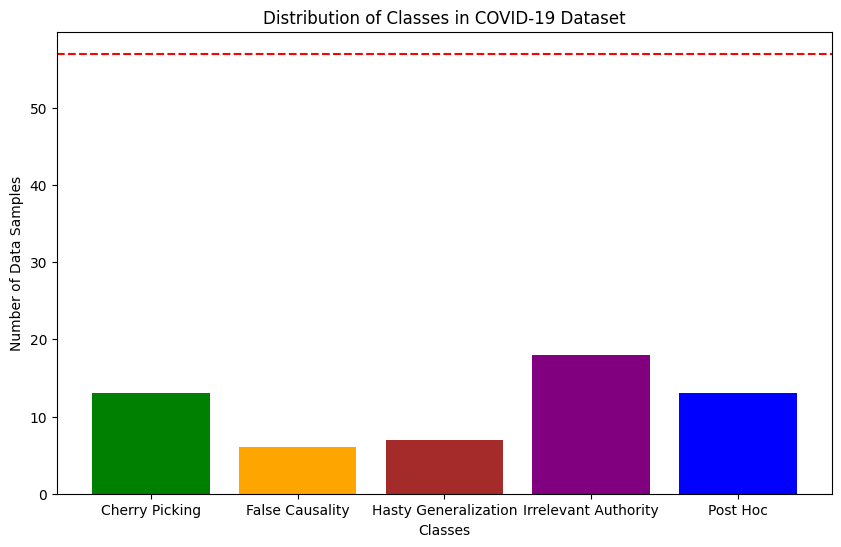 Distribution of Classes in COVID-19 Dataset
Number of Data Samples
50
40
30
20
10
0
Cherry Picking False Causality Hasty Generalization Irrelevant Authority Post Hoc
Classes